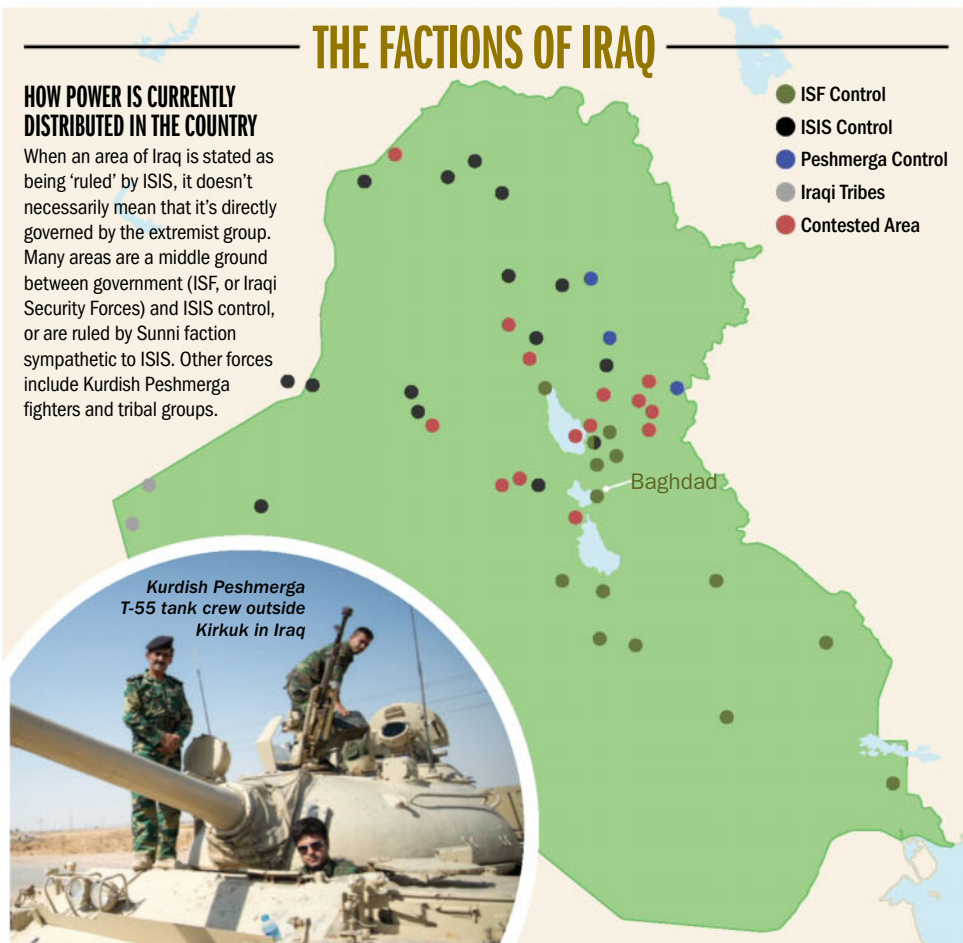 THE FACTIONS OF IRAQ
HOW POWER IS CURRENTLY
DISTRIBUTED IN THE COUNTRY
When an area of Iraq is stated as
being ‘ruled’ by ISIS, it doesn’t
necessarily mean that it’s directly
governed by the extremist group.
Many areas are a middle ground
between government (ISF, or Iraqi
Security Forces) and ISIS control,
or are ruled by Sunni faction
sympathetic to ISIS. Other forces
include Kurdish Peshmerga
fighters and tribal groups.
ISF Control
ISIS Control
Peshmerga Control
Iraqi Tribes
Contested Area
Baghdad
Kurdish Peshmerga
T-55 tank crew outside
Kirkuk in Iraq